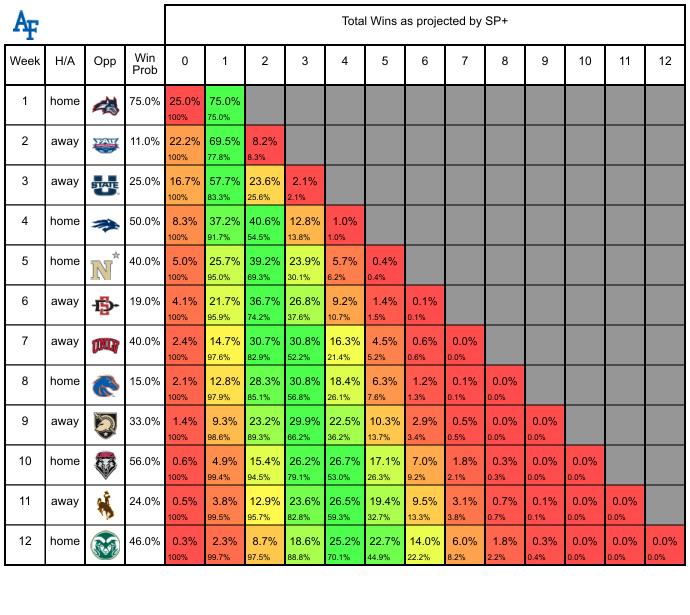 AF
Total Wins as projected by SP+
Week H/A Opp Win Prob 0 1 2 3 4 5 6 7 8 9 10 11 12
1 home 75.0% 25.0% 75.0%
100% 75.0%
2 away FAU 11.0% 22.2% 69.5% 8.2%
100% 77.8% 8.3%
3 away U STATE 25.0% 16.7% 57.7% 23.6% 2.1%
100% 83.3% 25.6% 2.1%
4 home 50.0% 8.3% 37.2% 40.6% 12.8% 1.0%
100% 91.7% 54.5% 13.8% 1.0%
5 home N 40.0% 5.0% 25.7% 39.2% 23.9% 5.7% 0.4%
100% 95.0% 69.3% 30.1% 6.2% 0.4%
6 away SD 19.0% 4.1% 21.7% 36.7% 26.8% 9.2% 1.4% 0.1%
100% 95.9% 74.2% 37.6% 10.7% 1.5% 0.1%
7 away UNLV 40.0% 2.4% 14.7% 30.7% 30.8% 16.3% 4.5% 0.6% 0.0%
100% 97.6% 82.9% 52.2% 21.4% 5.2% 0.6% 0.0%
8 home 15.0% 2.1% 12.8% 28.3% 30.8% 18.4% 6.3% 1.2% 0.1% 0.0%
100% 97.9% 85.1% 56.8% 26.1% 7.6% 1.3% 0.1% 0.0%
9 away 33.0% 1.4% 9.3% 23.2% 29.9% 22.5% 10.3% 2.9% 0.5% 0.0% 0.0%
100% 98.6% 89.3% 66.2% 36.2% 13.7% 3.4% 0.5% 0.0% 0.0%
10 home 56.0% 0.6% 4.9% 15.4% 26.2% 26.7% 17.1% 7.0% 1.8% 0.3% 0.0% 0.0%
100% 99.4% 94.5% 79.1% 53.0% 26.3% 9.2% 2.1% 0.3% 0.0% 0.0%
11 away 24.0% 0.5% 3.8% 12.9% 23.6% 26.5% 19.4% 9.5% 3.1% 0.7% 0.1% 0.0% 0.0%
100% 99.5% 95.7% 82.8% 59.3% 32.7% 13.3% 3.8% 0.7% 0.1% 0.0% 0.0%
12 home 46.0% 0.3% 2.3% 8.7% 18.6% 25.2% 22.7% 14.0% 6.0% 1.8% 0.3% 0.0% 0.0% 0.0%
100% 99.7% 97.5% 88.8% 70.1% 44.9% 22.2% 8.2% 2.2% 0.4% 0.0% 0.0% 0.0%